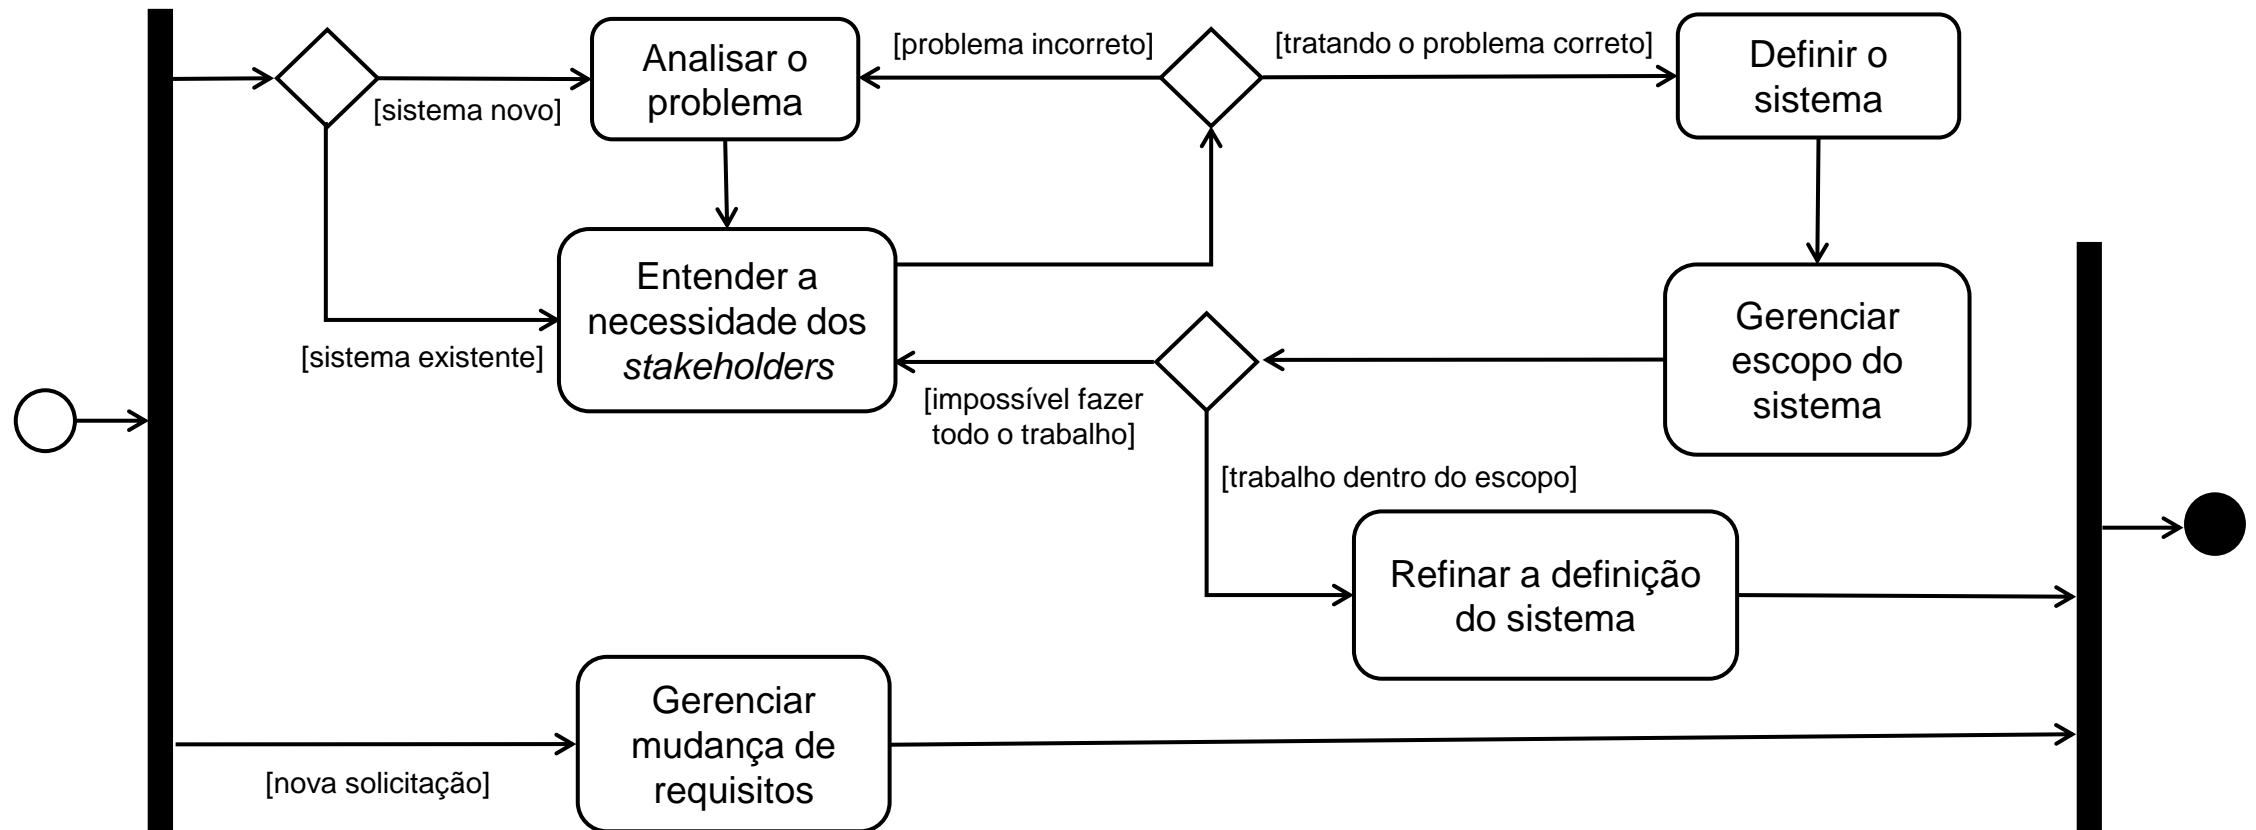 Analisar o
problema
[problema incorreto]
[tratando o problema correto]
Definir o
sistema
[sistema novo]
Entender a
necessidade dos
stakeholders
[sistema existente]
[impossível fazer
todo o trabalho]
Gerenciar
escopo do
sistema
[trabalho dentro do escopo]
Refinar a definição
do sistema
Gerenciar
mudança de
requisitos
[nova solicitação]